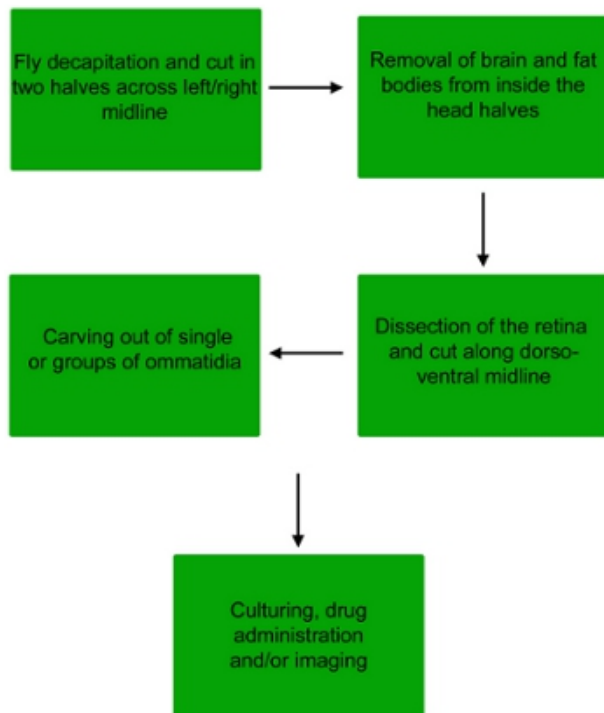 Fly decapitation and cut in
two halves across left/right
midline
Removal of brain and fat
bodies from inside the
head halves
Dissection of the retina
and cut along dorso-
ventral midline
Carving out of single
or groups of ommatidia
Culturing, drug
administration
and/or imaging